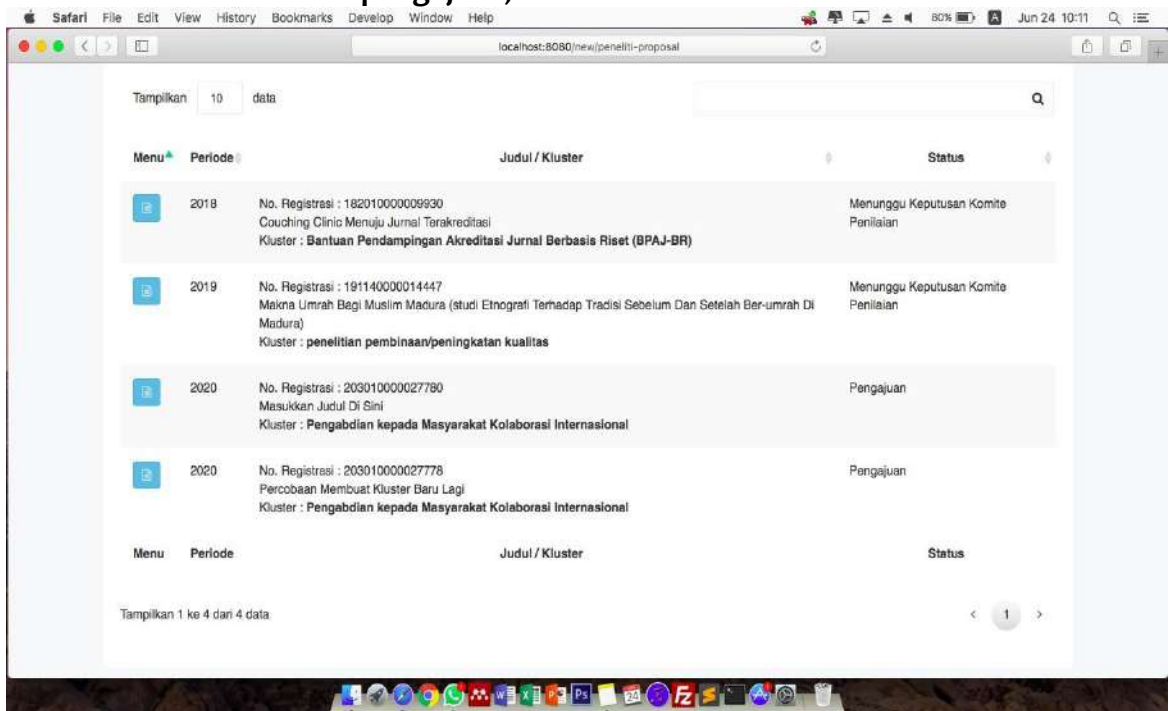 Safari File Edit View History Bookmarks Develop Window Help 80% Jun 24 10:11
localhost:8080/new/peneliti-proposal
Tampilkan 10 data
Menu Periode Judul / Kluster Status
2018 No. Registrasi : 182010000009930 Menunggu Keputusan Komite
Couching Clinic Menuju Jurnal Terakreditasi Penilaian
Kluster : Bantuan Pendampingan Akreditasi Jurnal Berbasis Riset (BPAJ-BR)
2019 No. Registrasi : 191140000014447 Menunggu Keputusan Komite
Makna Umrah Bagi Muslim Madura (studi Etnografi Terhadap Tradisi Sebelum Dan Setelah Ber-umrah Di Penilaian
Madura)
Kluster : penelitian pembinaan/peningkatan kualitas
2020 No. Registrasi : 203010000027780 Pengajuan
Masukkan Judul Di Sini
Kluster : Pengabdian kepada Masyarakat Kolaborasi Internasional
2020 No. Registrasi : 203010000027778 Pengajuan
Percobaan Membuat Kluster Baru Lagi
Kluster : Pengabdian kepada Masyarakat Kolaborasi Internasional
Menu Periode Judul / Kluster Status
Tampilkan 1 ke 4 dari 4 data < 1 >